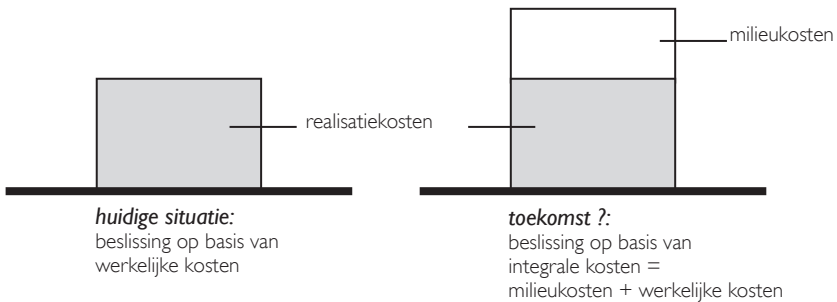 milieukosten
realisatiekosten
huidige situatie:
beslissing op basis van
werkelijke kosten
toekomst ?:
beslissing op basis van
integrale kosten =
milieukosten + werkelijke kosten